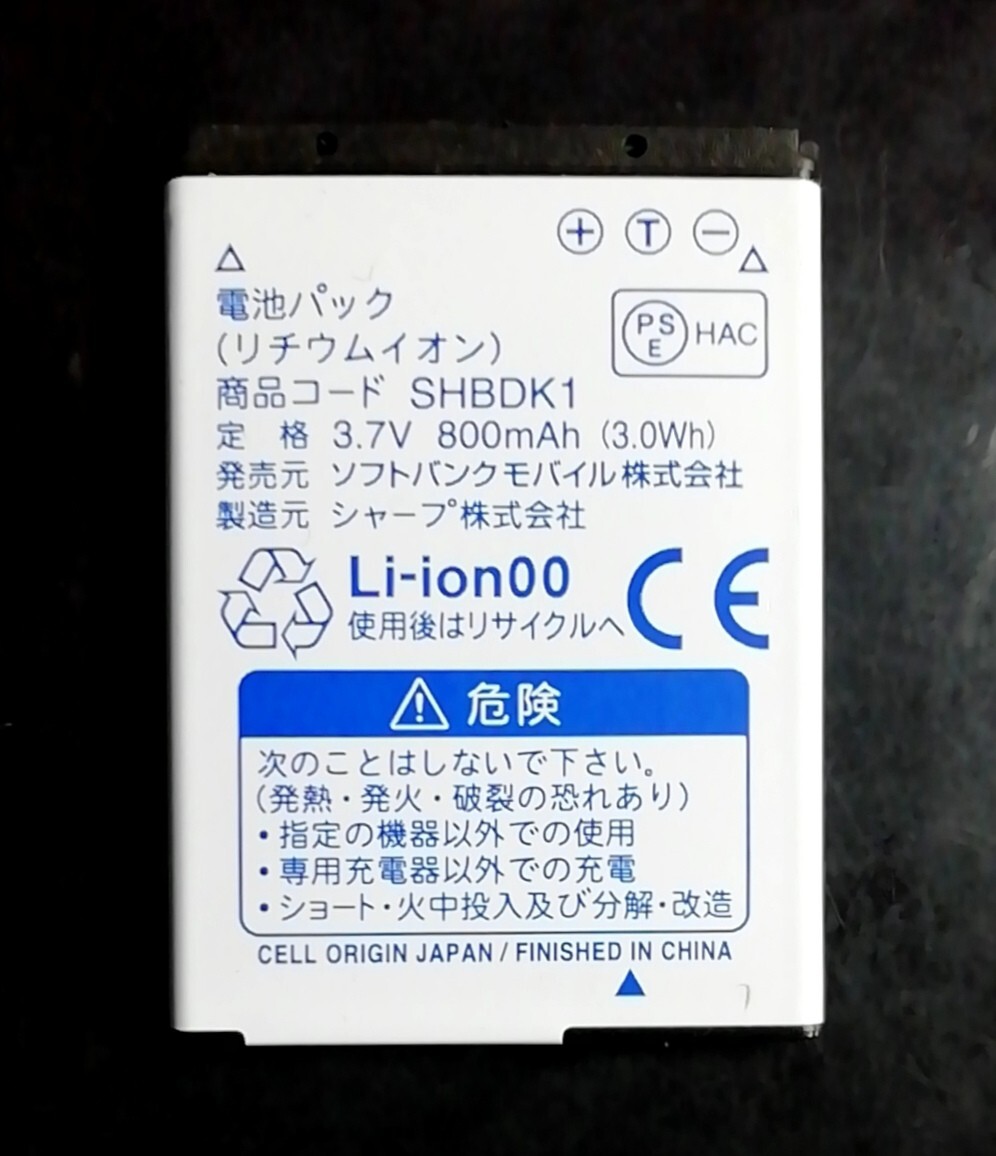 + T −
電池パック
(リチウムイオン)
PSE HAC
商品コード SHBDK1
定 格 3.7V 800mAh (3.0Wh)
発売元 ソフトバンクモバイル株式会社
製造元 シャープ株式会社
Li-ion00
使用後はリサイクルへ
CE
危険
次のことはしないで下さい。
(発熱・発火・破裂の恐れあり)
・指定の機器以外での使用
・専用充電器以外での充電
・ショート・火中投入及び分解・改造
CELL ORIGIN JAPAN / FINISHED IN CHINA